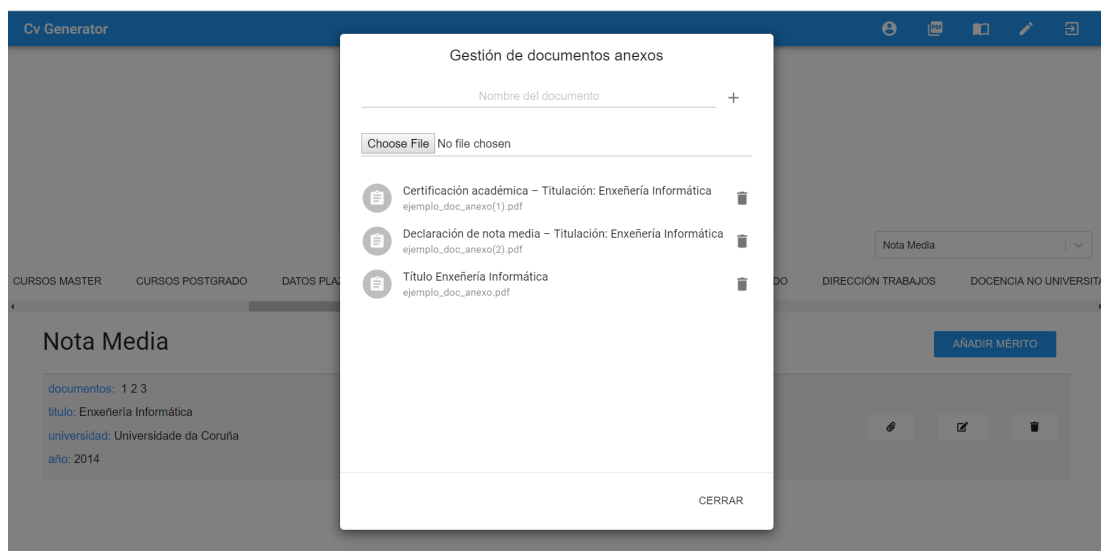 Cv Generator
Gestión de documentos anexos
Nombre del documento
Choose File No file chosen
Certificación académica – Titulación: Enxeñería Informática
ejemplo_doc_anexo(1).pdf
Declaración de nota media – Titulación: Enxeñería Informática
ejemplo_doc_anexo(2).pdf
Título Enxeñería Informática
ejemplo_doc_anexo.pdf
Nota Media
CURSOS MASTER CURSOS POSTGRADO DATOS PLAZ DO DIRECCIÓN TRABAJOS DOCENCIA NO UNIVERSITA
Nota Media
AÑADIR MÉRITO
documentos: 1 2 3
titulo: Enxeñería Informática
universidad: Universidade da Coruña
año: 2014
CERRAR